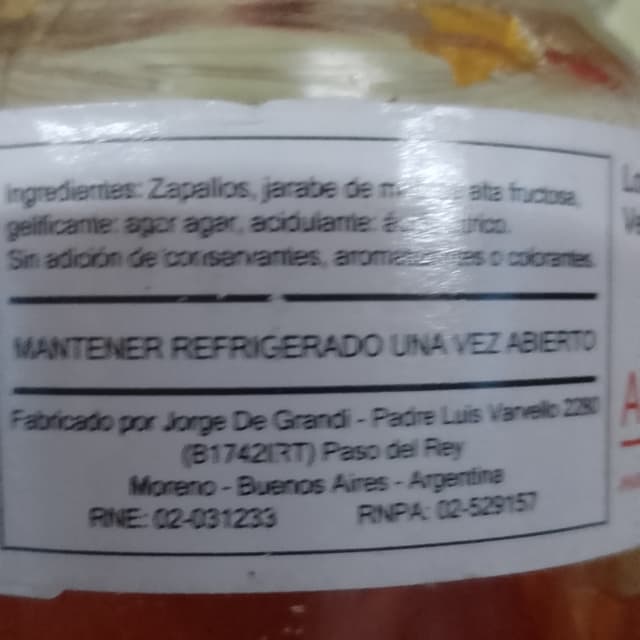 Ingredientes: Zapallos, jarabe de alta fructosa,
gelificante: agar agar, acidulante:
Sin adición de conservantes, o colorantes.
MANTENER REFRIGERADO UNA VEZ ABIERTO
Fabricado por Jorge De Grandi - Padre Luis Varvello 2280
(B1742IRT) Paso del Rey
Moreno - Buenos Aires - Argentina
RNE: 02-031233 RNPA: 02-529157